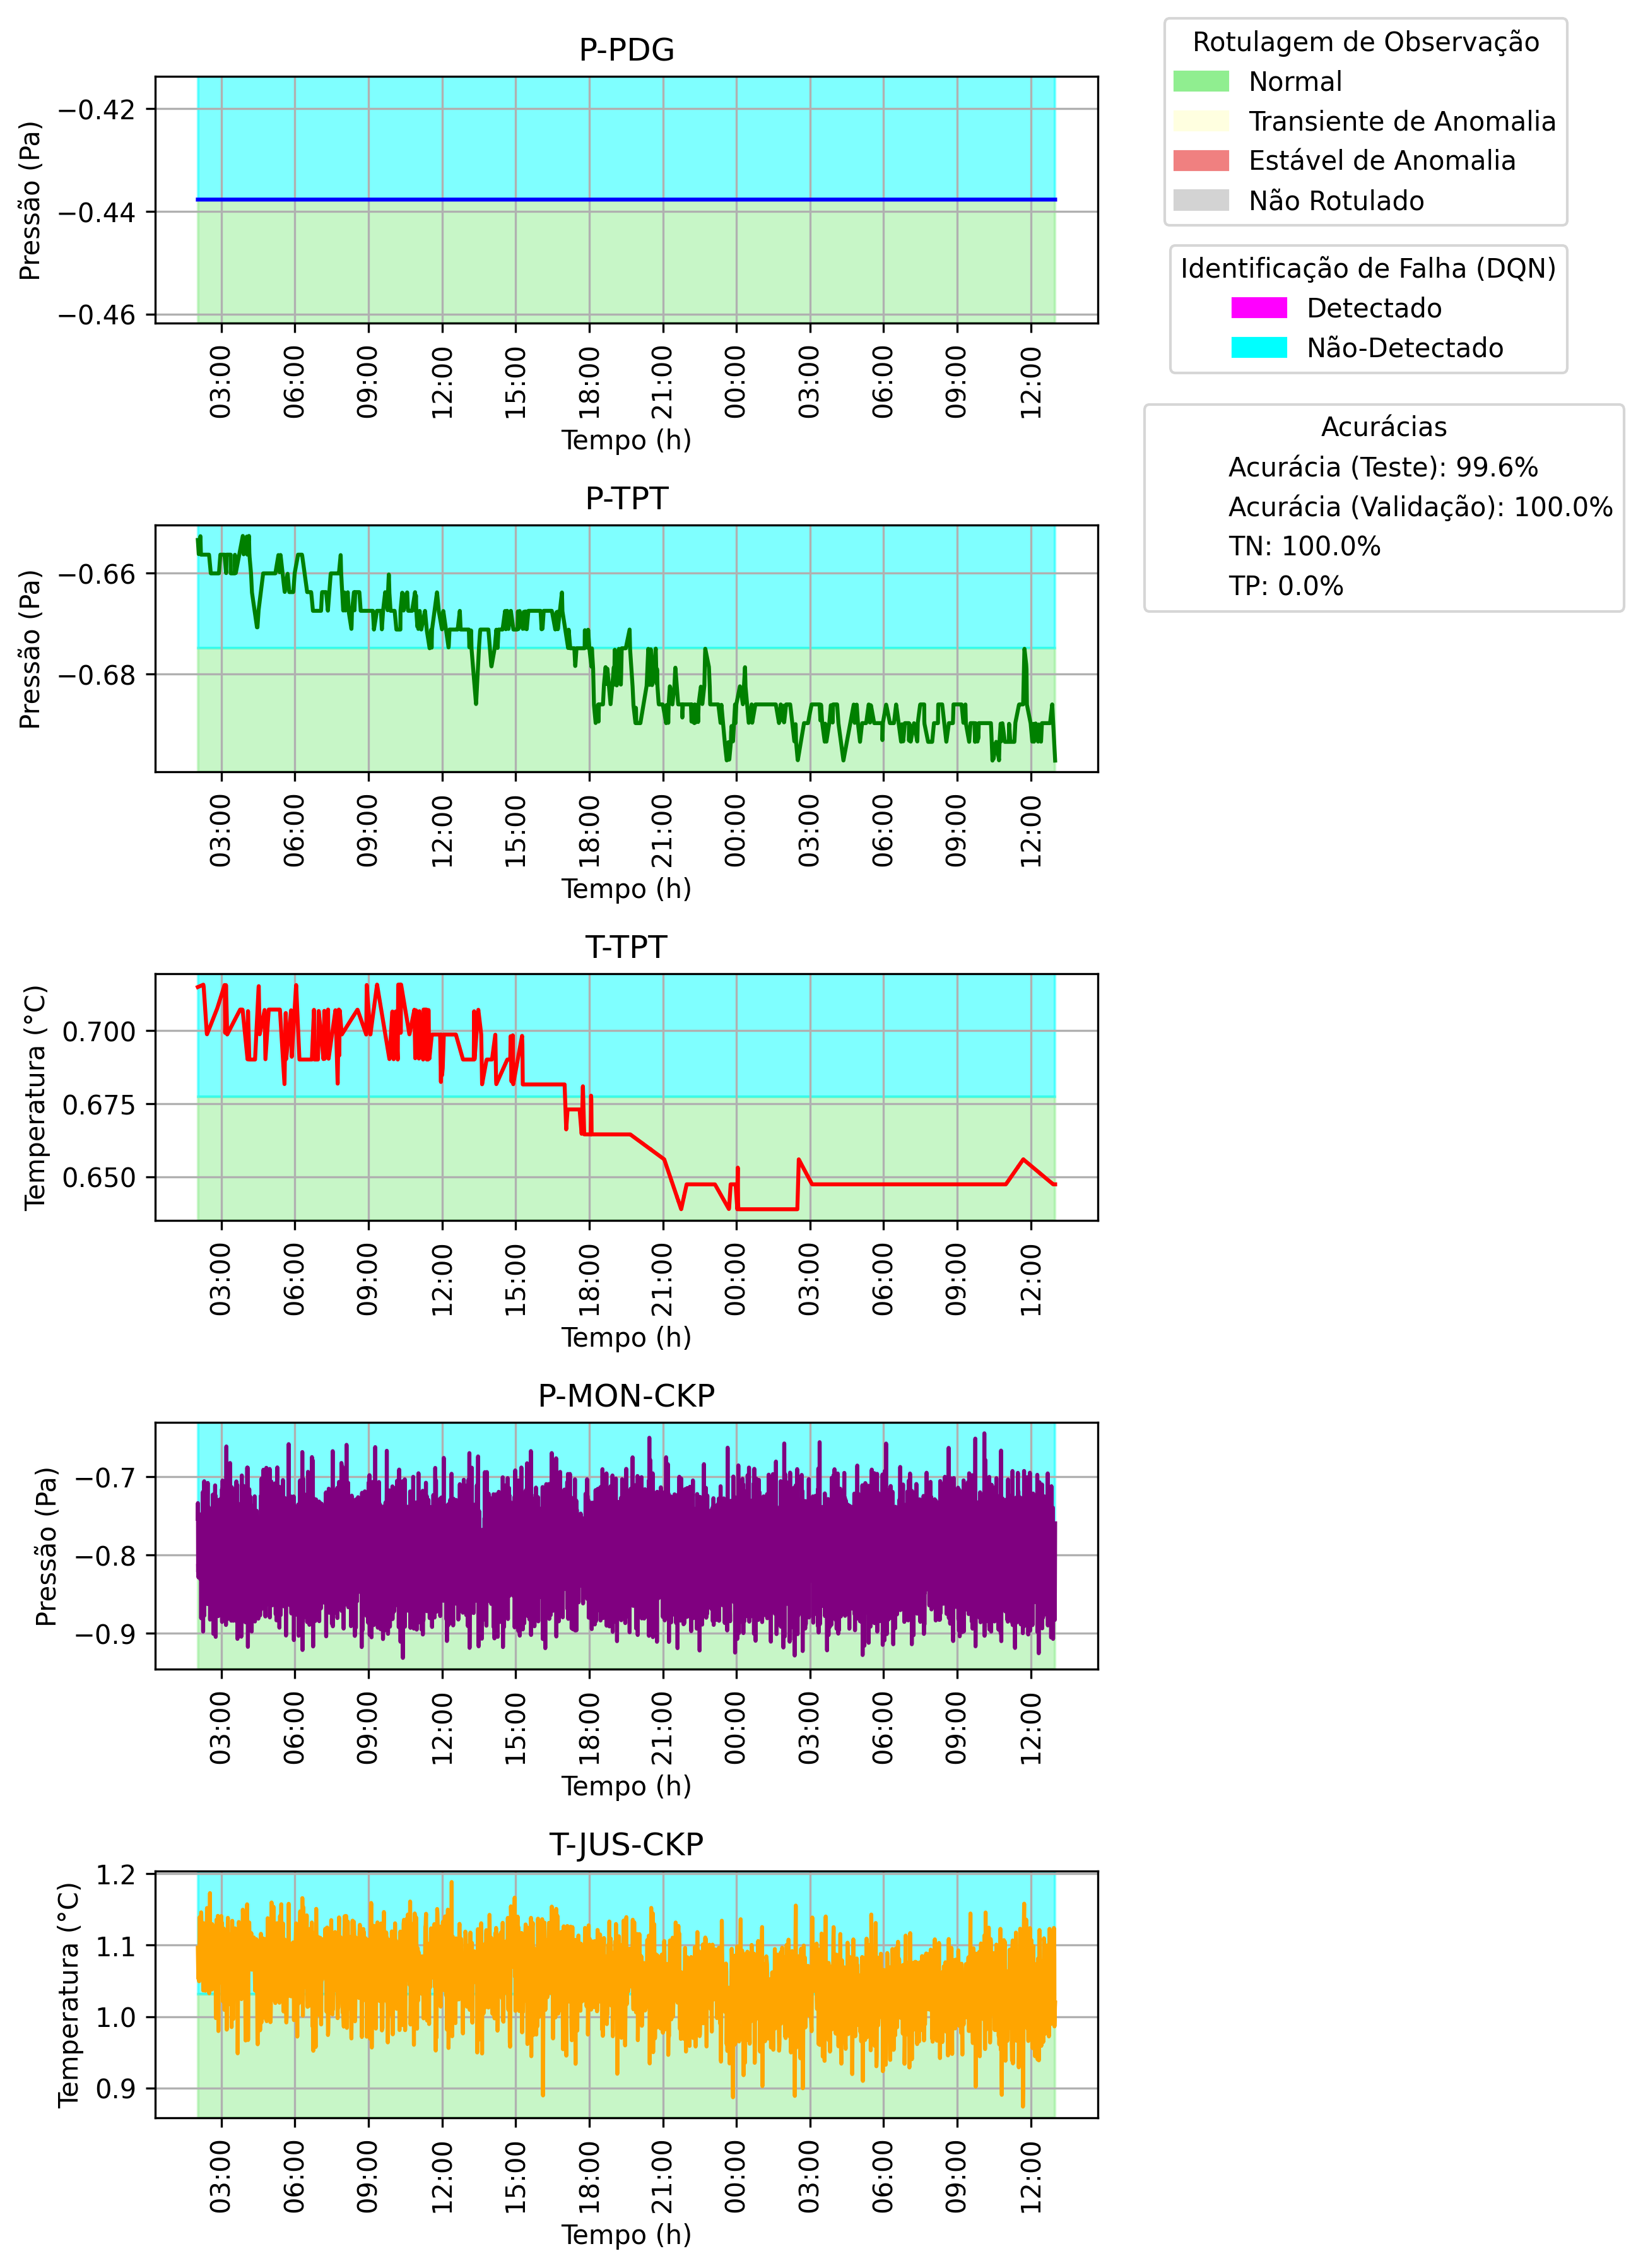 P-PDG
−0.42
−0.44
−0.46
Pressão (Pa)
03:00 06:00 09:00 12:00 15:00 18:00 21:00 00:00 03:00 06:00 09:00 12:00
Tempo (h)
Rotulagem de Observação
Normal
Transiente de Anomalia
Estável de Anomalia
Não Rotulado
Identificação de Falha (DQN)
Detectado
Não-Detectado
Acurácias
Acurácia (Teste): 99.6%
Acurácia (Validação): 100.0%
TN: 100.0%
TP: 0.0%
P-TPT
−0.66
−0.68
Pressão (Pa)
03:00 06:00 09:00 12:00 15:00 18:00 21:00 00:00 03:00 06:00 09:00 12:00
Tempo (h)
T-TPT
0.700
0.675
0.650
Temperatura (°C)
03:00 06:00 09:00 12:00 15:00 18:00 21:00 00:00 03:00 06:00 09:00 12:00
Tempo (h)
P-MON-CKP
−0.7
−0.8
−0.9
Pressão (Pa)
03:00 06:00 09:00 12:00 15:00 18:00 21:00 00:00 03:00 06:00 09:00 12:00
Tempo (h)
T-JUS-CKP
1.2
1.1
1.0
0.9
Temperatura (°C)
03:00 06:00 09:00 12:00 15:00 18:00 21:00 00:00 03:00 06:00 09:00 12:00
Tempo (h)